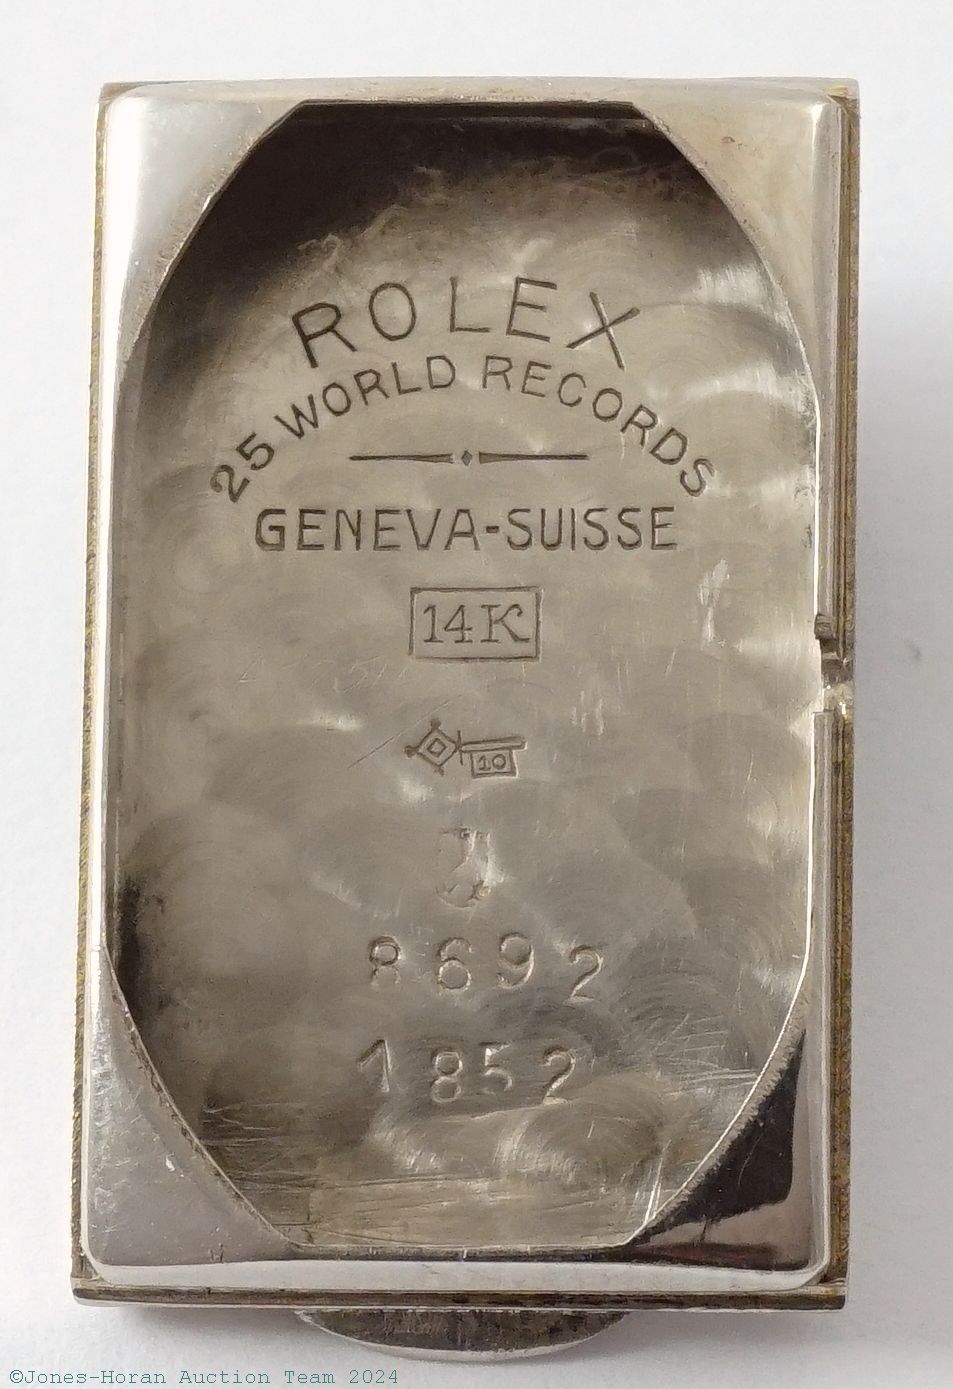 ROLEX
25 WORLD RECORDS
GENEVA-SUISSE
14K
10
8692
1852
©Jones-Horan Auction Team 2024